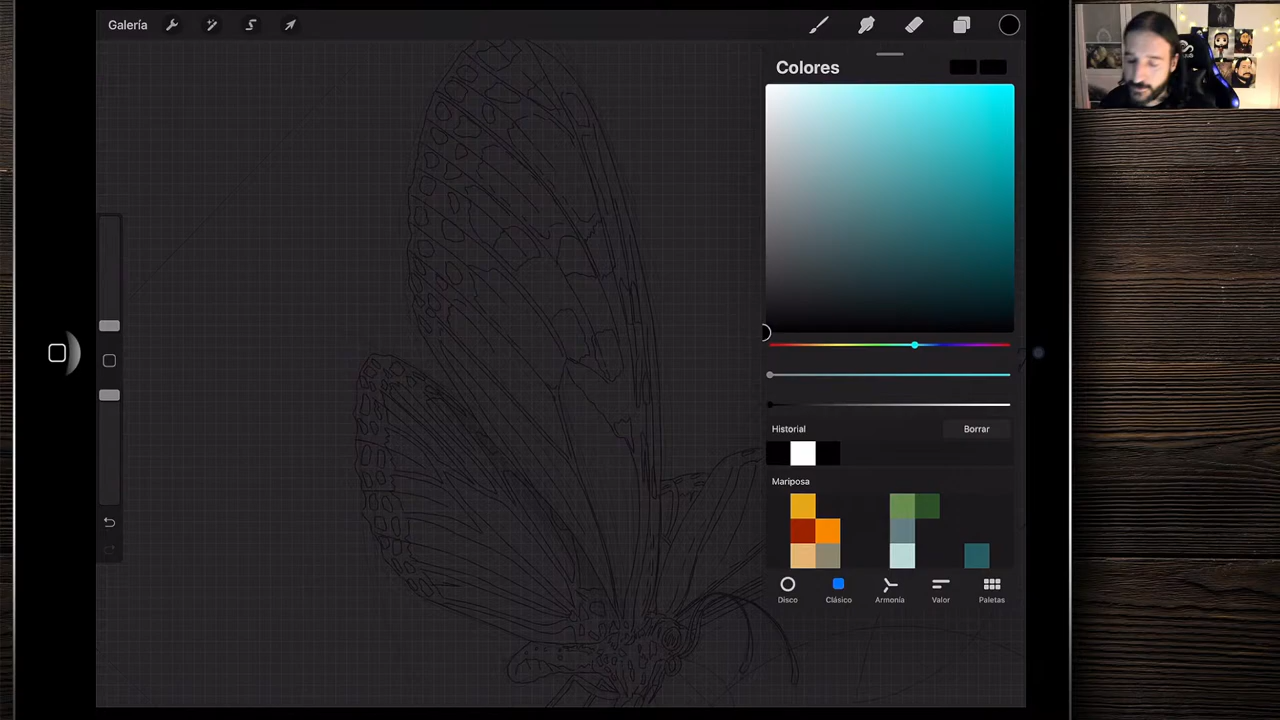 Galería
Colores
Historial
Borrar
Mariposa
Disco
Clásico
Armonía
Valor
Paletas